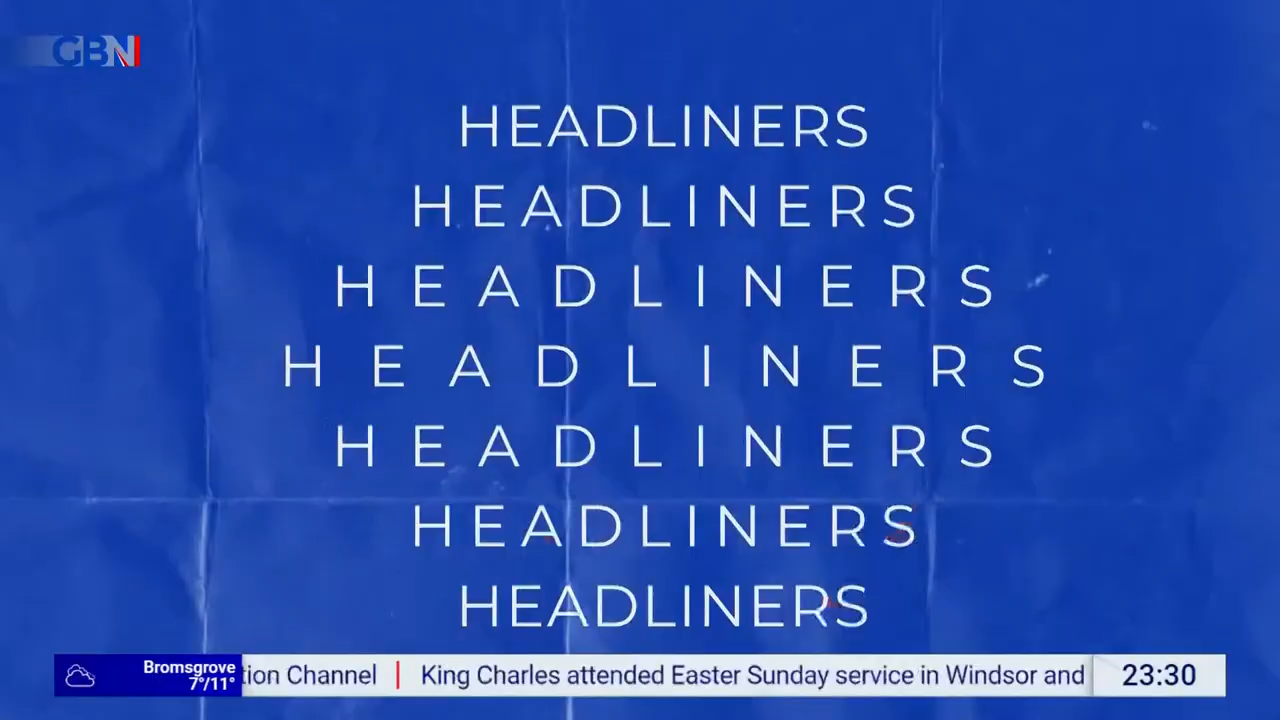 GBN
HEADLINERS
HEADLINERS
HEADLINERS
HEADLINERS
HEADLINERS
HEADLINERS
HEADLINERS
Bromsgrove
7°/11°
tion Channel | King Charles attended Easter Sunday service in Windsor and
23:30